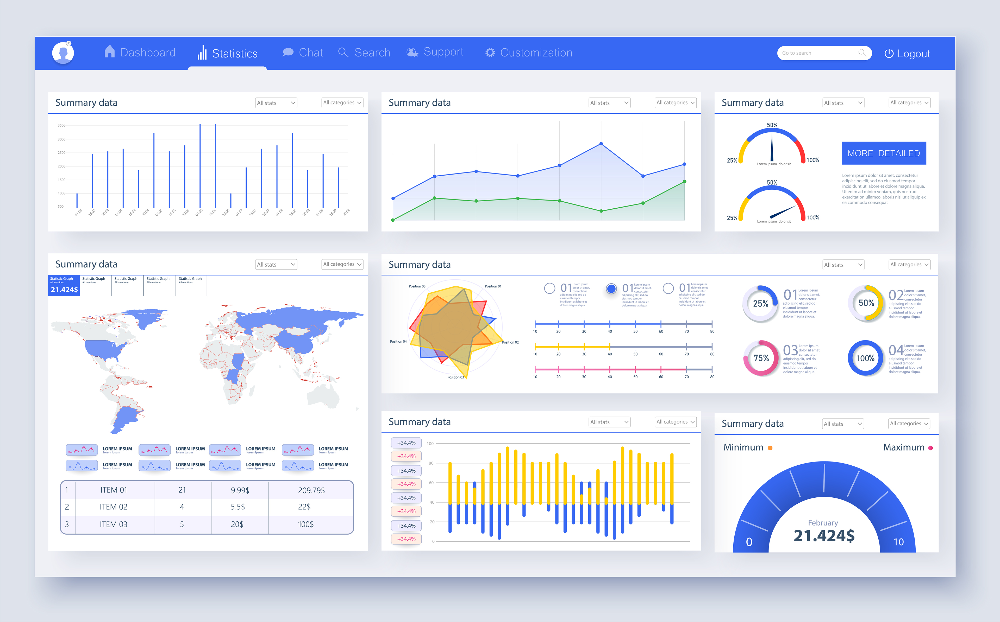 2
Dashboard
Statistics
Chat
Search
Support
Customization
Go to search
Logout
Summary data
All stats
All categories
3500
3000
2500
2000
1500
1000
500
01.03
15.03
30.03
01.04
15.04
30.04
01.05
15.05
30.05
01.06
15.06
30.06
01.07
15.07
30.07
01.08
15.08
30.08
01.09
15.09
30.09
Summary data
All stats
All categories
Summary data
All stats
All categories
50%
25%
100%
Lorem ipsum dolor sit
50%
25%
100%
Lorem ipsum dolor sit
MORE DETAILED
Lorem ipsum dolor sit amet, consectetur
adipiscing elit, sed do eiusmod tempor
incididunt ut labore et dolore magna aliqua.
Ut enim ad minim veniam, quis nostrud
exercitation ullamco laboris nisi ut aliquip ex
ea commodo consequat
Summary data
All stats
All categories
Statistic Graph
All mentions:
21.424$
Statistic Graph
All mentions:
Statistic Graph
All mentions:
Statistic Graph
All mentions:
Statistic Graph
All mentions:
LOREM IPSUM
lorem ipsum
LOREM IPSUM
lorem ipsum
LOREM IPSUM
lorem ipsum
LOREM IPSUM
lorem ipsum
LOREM IPSUM
lorem ipsum
LOREM IPSUM
lorem ipsum
LOREM IPSUM
lorem ipsum
LOREM IPSUM
lorem ipsum
1 ITEM 01 21 9.99$ 209.79$
2 ITEM 02 4 5.5$ 22$
3 ITEM 03 5 20$ 100$
Summary data
All stats
All categories
Position 05
Position 01
Position 04
Position 02
Position 03
01 Lorem ipsum
dolor sit amet,
consectetur
adipiscing elit, sed do
eiusmod tempor
incididunt ut labore et
dolore magna aliqua.
01 Lorem ipsum
dolor sit amet,
consectetur
adipiscing elit, sed do
eiusmod tempor
incididunt ut labore et
dolore magna aliqua.
01 Lorem ipsum
dolor sit amet,
consectetur
adipiscing elit, sed do
eiusmod tempor
incididunt ut labore et
dolore magna aliqua.
10 20 30 40 50 60 70 80
10 20 30 40 50 60 70 80
10 20 30 40 50 60 70 80
25%
01 Lorem ipsum
dolor sit amet,
consectetur
adipiscing elit, sed do
eiusmod tempor
incididunt ut labore et
dolore magna aliqua.
50%
02 Lorem ipsum
dolor sit amet,
consectetur
adipiscing elit, sed do
eiusmod tempor
incididunt ut labore et
dolore magna aliqua.
75%
03 Lorem ipsum
dolor sit amet,
consectetur
adipiscing elit, sed do
eiusmod tempor
incididunt ut labore et
dolore magna aliqua.
100%
04 Lorem ipsum
dolor sit amet,
consectetur
adipiscing elit, sed do
eiusmod tempor
incididunt ut labore et
dolore magna aliqua.
Summary data
All stats
All categories
+34.4%
+34.4%
+34.4%
+34.4%
+34.4%
+34.4%
+34.4%
+34.4%
100
80
60
40
20
0
Summary data
All stats
All categories
Minimum
Maximum
0
February
21.424$
10